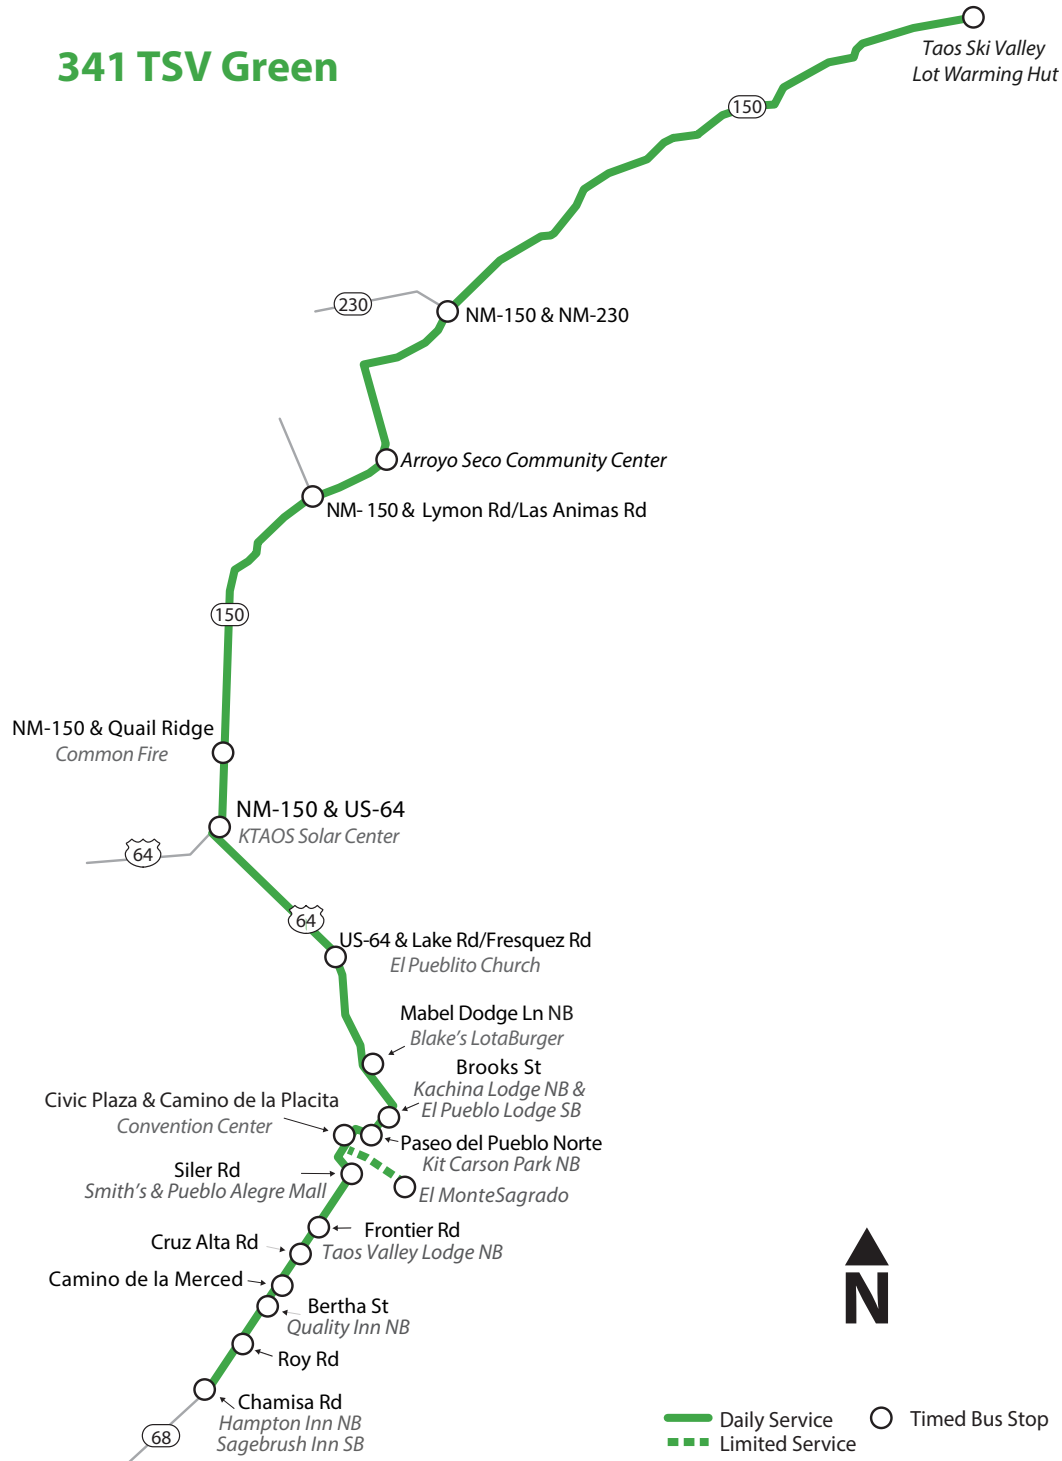 341 TSV Green
Taos Ski Valley
Lot Warming Hut
150
230
NM-150 & NM-230
Arroyo Seco Community Center
NM- 150 & Lymon Rd/Las Animas Rd
150
NM-150 & Quail Ridge
Common Fire
NM-150 & US-64
KTAOS Solar Center
64
64
US-64 & Lake Rd/Fresquez Rd
El Pueblito Church
Mabel Dodge Ln NB
Blake's LotaBurger
Brooks St
Kachina Lodge NB &
El Pueblo Lodge SB
Civic Plaza & Camino de la Placita
Convention Center
Paseo del Pueblo Norte
Kit Carson Park NB
Siler Rd
Smith's & Pueblo Alegre Mall
El MonteSagrado
Frontier Rd
Taos Valley Lodge NB
Cruz Alta Rd
Camino de la Merced
Bertha St
Quality Inn NB
Roy Rd
Chamisa Rd
Hampton Inn NB
Sagebrush Inn SB
68
N
Daily Service
Limited Service
Timed Bus Stop